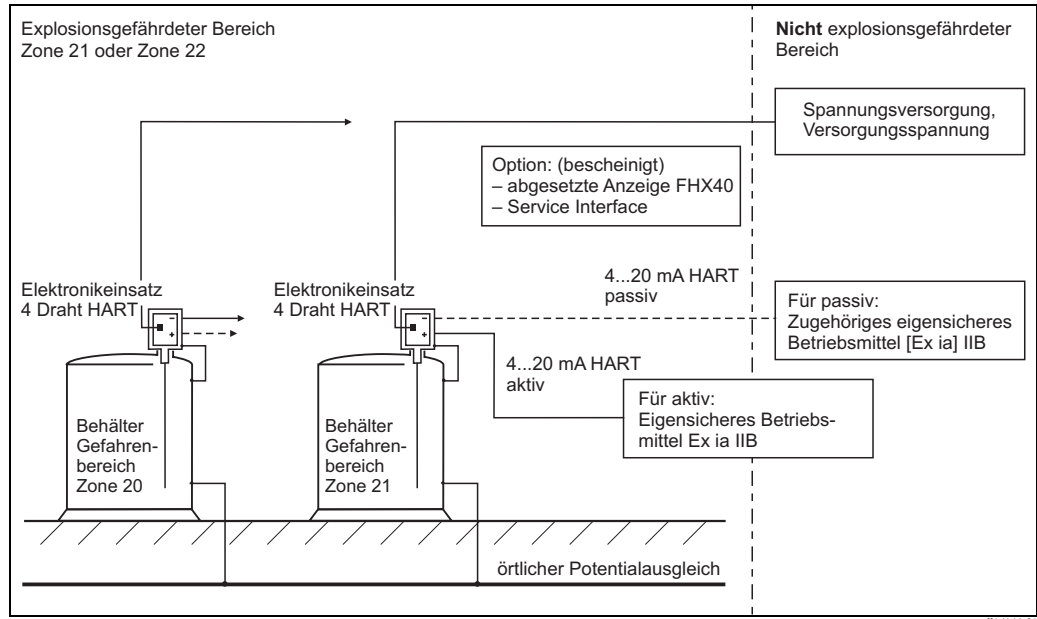 Explosionsgefährdeter Bereich
Zone 21 oder Zone 22
Nicht explosionsgefährdeter
Bereich
Spannungsversorgung,
Versorgungsspannung
Option: (bescheinigt)
– abgesetzte Anzeige FHX40
– Service Interface
Elektronikeinsatz
4 Draht HART
Elektronikeinsatz
4 Draht HART
4...20 mA HART
passiv
Für passiv:
Zugehöriges eigensicheres
Betriebsmittel [Ex ia] IIB
4...20 mA HART
aktiv
Für aktiv:
Eigensicheres Betriebs-
mittel Ex ia IIB
Behälter
Gefahren-
bereich
Zone 20
Behälter
Gefahren-
bereich
Zone 21
örtlicher Potentialausgleich